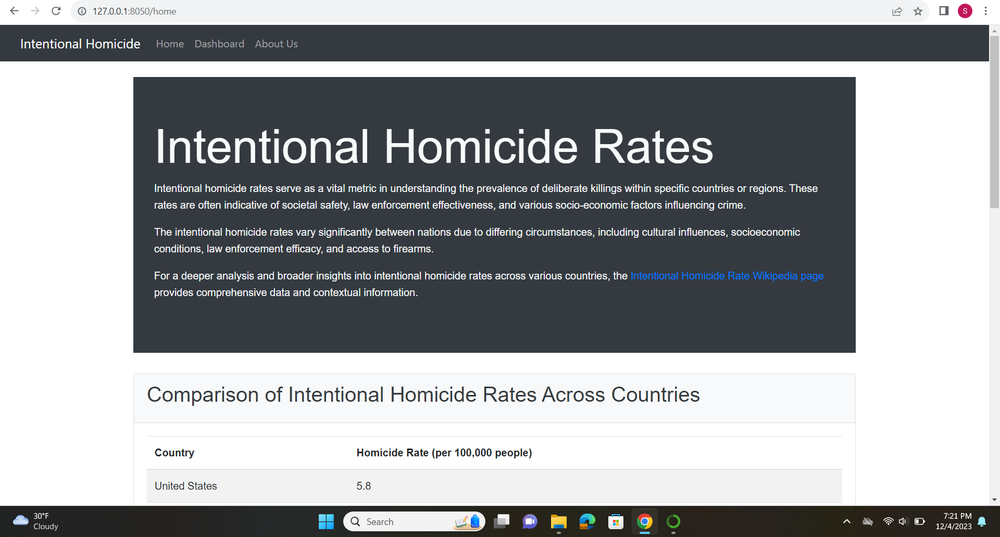 127.0.0.1:8050/home
S
Intentional Homicide Home Dashboard About Us
Intentional Homicide Rates
Intentional homicide rates serve as a vital metric in understanding the prevalence of deliberate killings within specific countries or regions. These
rates are often indicative of societal safety, law enforcement effectiveness, and various socio-economic factors influencing crime.
The intentional homicide rates vary significantly between nations due to differing circumstances, including cultural influences, socioeconomic
conditions, law enforcement efficacy, and access to firearms.
For a deeper analysis and broader insights into intentional homicide rates across various countries, the Intentional Homicide Rate Wikipedia page
provides comprehensive data and contextual information.
Comparison of Intentional Homicide Rates Across Countries
Country Homicide Rate (per 100,000 people)
United States 5.8
30°F
Cloudy
Search
7:21 PM
12/4/2023